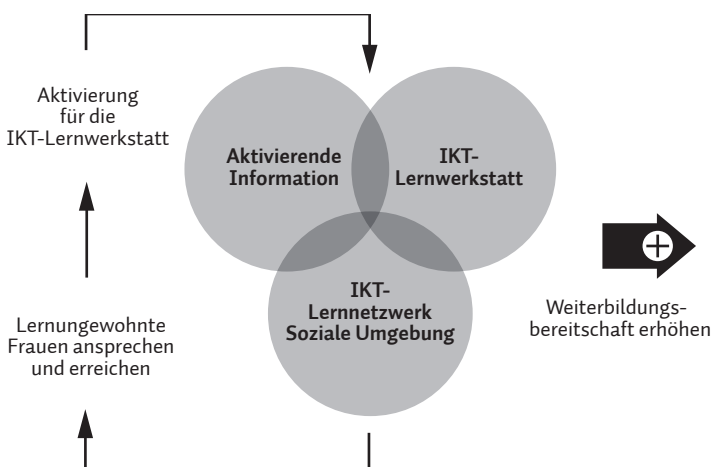 Aktivierung
für die
IKT-Lernwerkstatt
Aktivierende
Information
IKT-
Lernwerkstatt
IKT-
Lernnetzwerk
Soziale Umgebung
Lernungewohnte
Frauen ansprechen
und erreichen
Weiterbildungs-
bereitschaft erhöhen